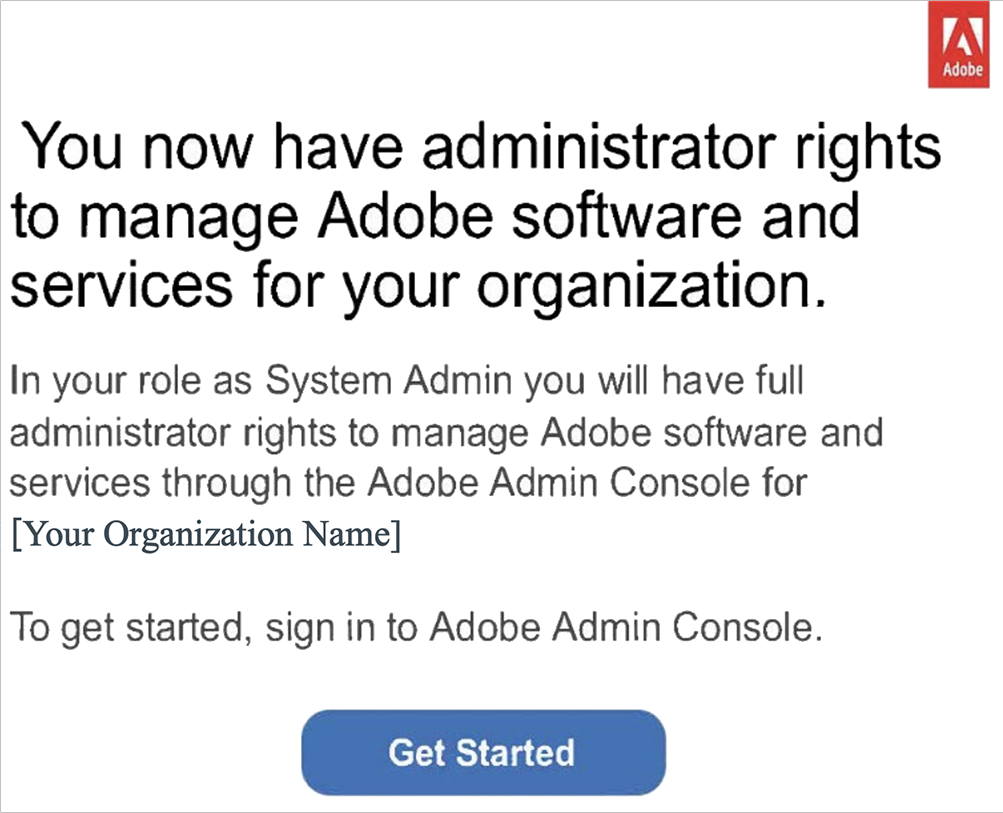 Adobe
You now have administrator rights
to manage Adobe software and
services for your organization.
In your role as System Admin you will have full
administrator rights to manage Adobe software and
services through the Adobe Admin Console for
[Your Organization Name]
To get started, sign in to Adobe Admin Console.
Get Started